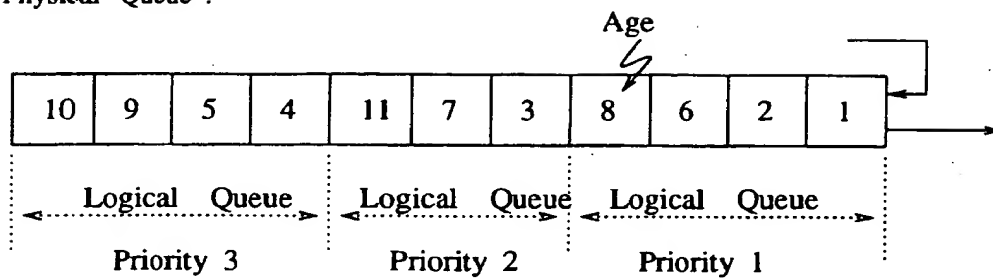 Physical Queue :
Age
10 9 5 4 11 7 3 8 6 2 1
Logical Queue Logical Queue Logical Queue
Priority 3 Priority 2 Priority 1